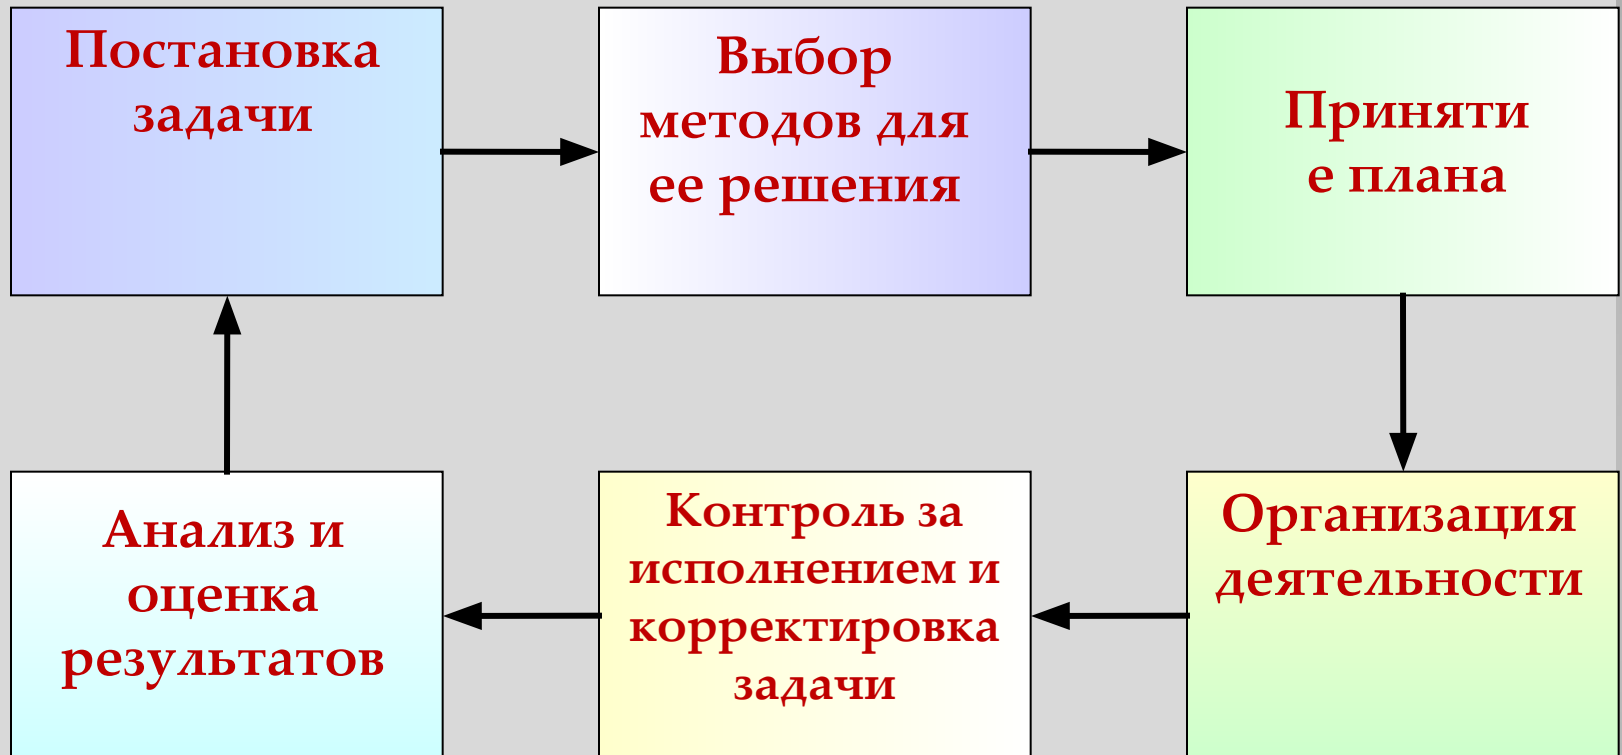 Постановка
задачи
Выбор
методов для
ее решения
Приняти
е плана
Организация
деятельности
Контроль за
исполнением и
корректировка
задачи
Анализ и
оценка
результатов